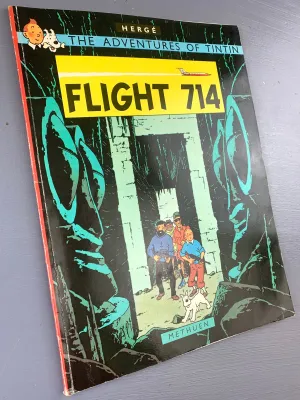 HERGÉ
THE ADVENTURES OF TINTIN
FLIGHT 714
METHUEN